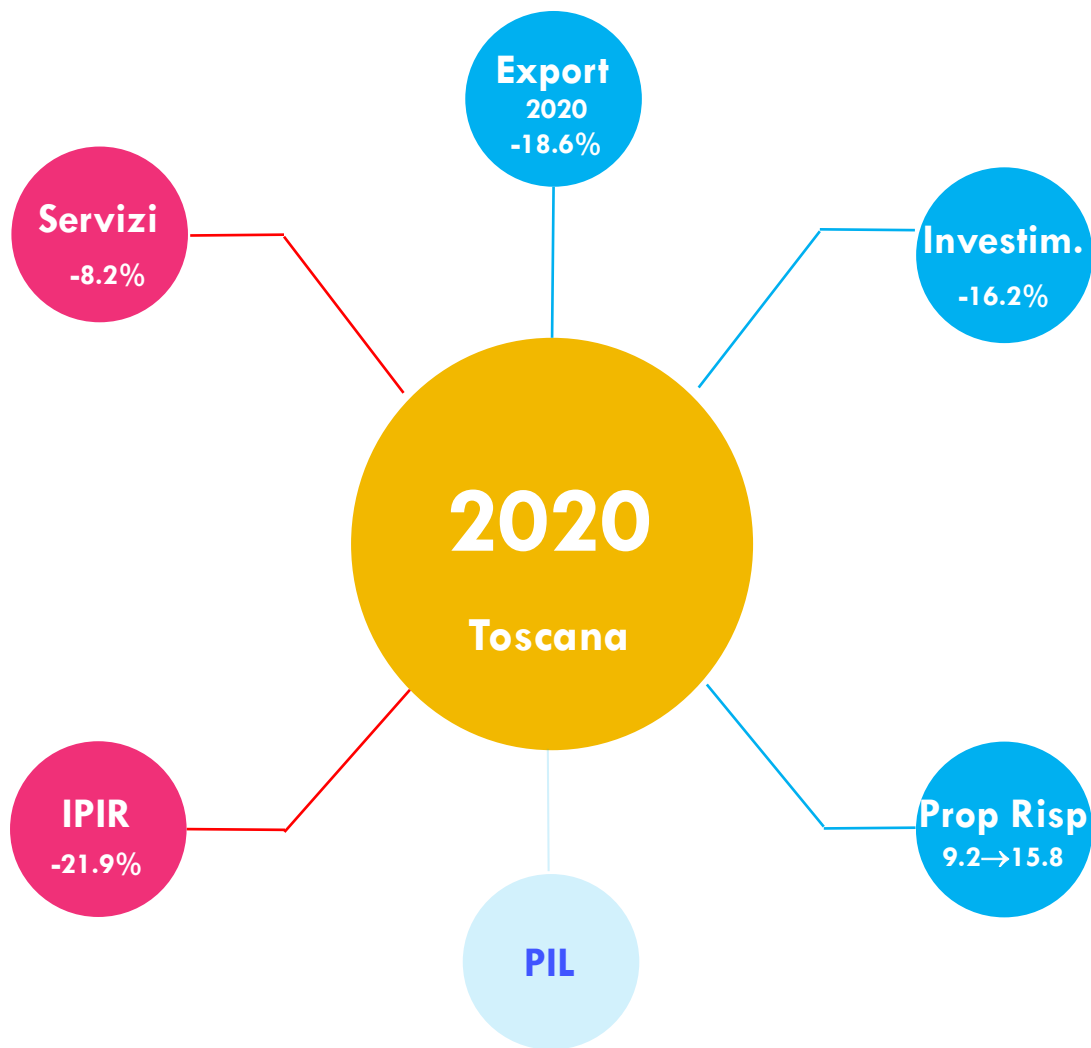 Export
2020
-18.6%
Servizi
-8.2%
Investim.
-16.2%
2020
Toscana
IPIR
-21.9%
Prop Risp
9.2→15.8
PIL